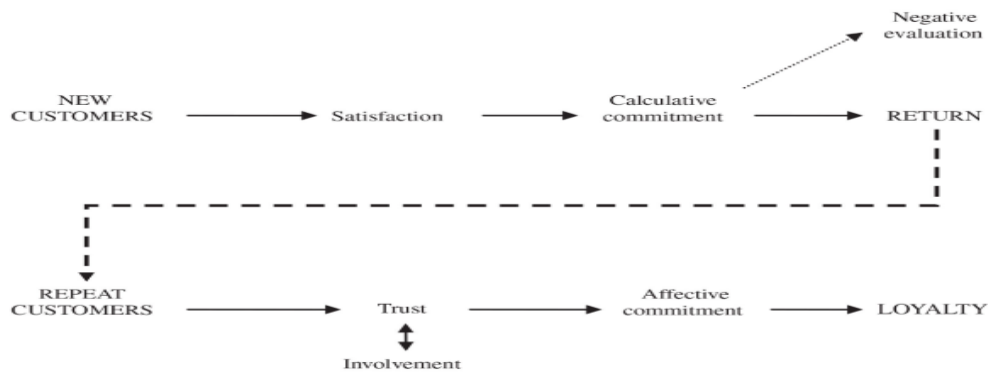 Negative
evaluation
NEW
CUSTOMERS
Satisfaction
Calculative
commitment
RETURN
REPEAT
CUSTOMERS
Trust
Affective
commitment
LOYALTY
Involvement